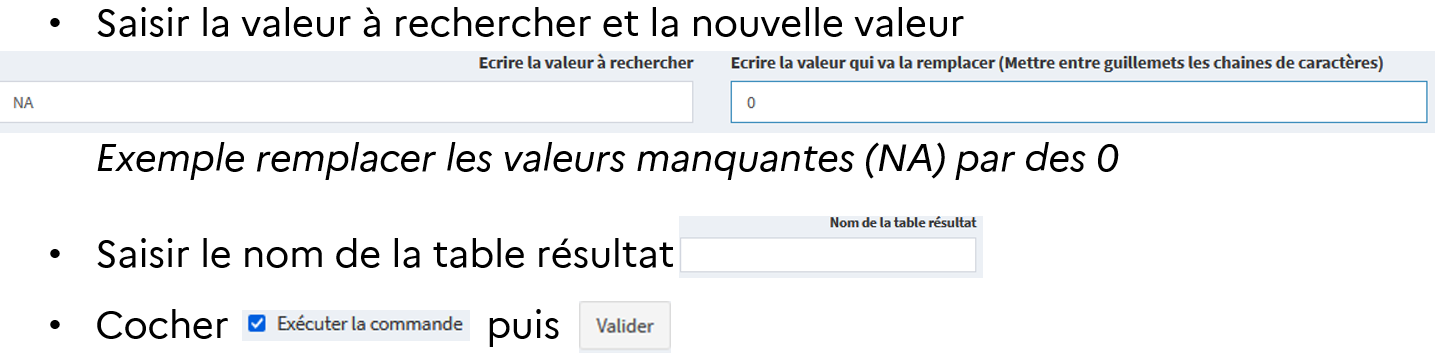 • Saisir la valeur à rechercher et la nouvelle valeur
Ecrire la valeur à rechercher Ecrire la valeur qui va la remplacer (Mettre entre guillemets les chaines de caractères)
NA 0
Exemple remplacer les valeurs manquantes (NA) par des 0
Nom de la table résultat
• Saisir le nom de la table résultat
• Cocher Exécuter la commande puis Valider